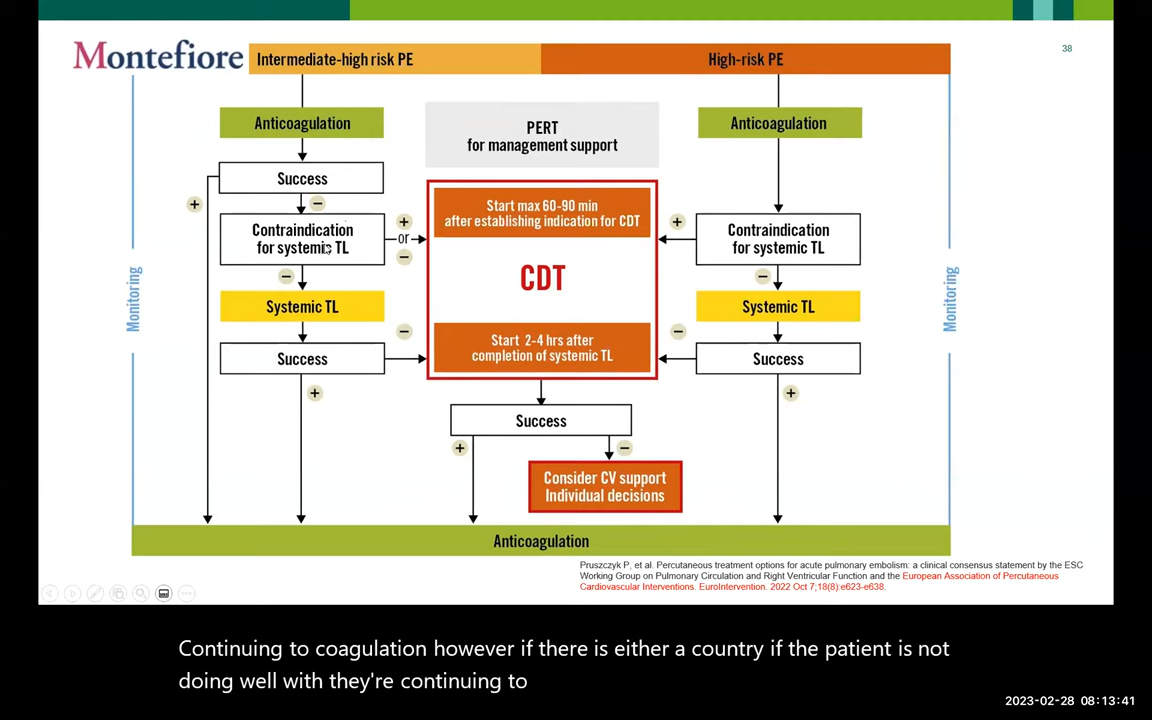 Montefiore
Intermediate-high risk PE
High-risk PE
38
Anticoagulation
PERT
for management support
Anticoagulation
Success
+
−
Start max 60-90 min
after establishing indication for CDT
Contraindication
for systemic TL
+
or
−
+
Contraindication
for systemic TL
CDT
Monitoring
Monitoring
−
−
Systemic TL
Systemic TL
−
−
Start 2-4 hrs after
completion of systemic TL
Success
Success
+
+
Success
+
−
Consider CV support
Individual decisions
Anticoagulation
Pruszczyk P, et al. Percutaneous treatment options for acute pulmonary embolism: a clinical consensus statement by the ESC
Working Group on Pulmonary Circulation and Right Ventricular Function and the European Association of Percutaneous
Cardiovascular Interventions. EuroIntervention. 2022 Oct 7;18(8):e623-e638.
Continuing to coagulation however if there is either a country if the patient is not
doing well with they're continuing to
2023-02-28 08:13:41